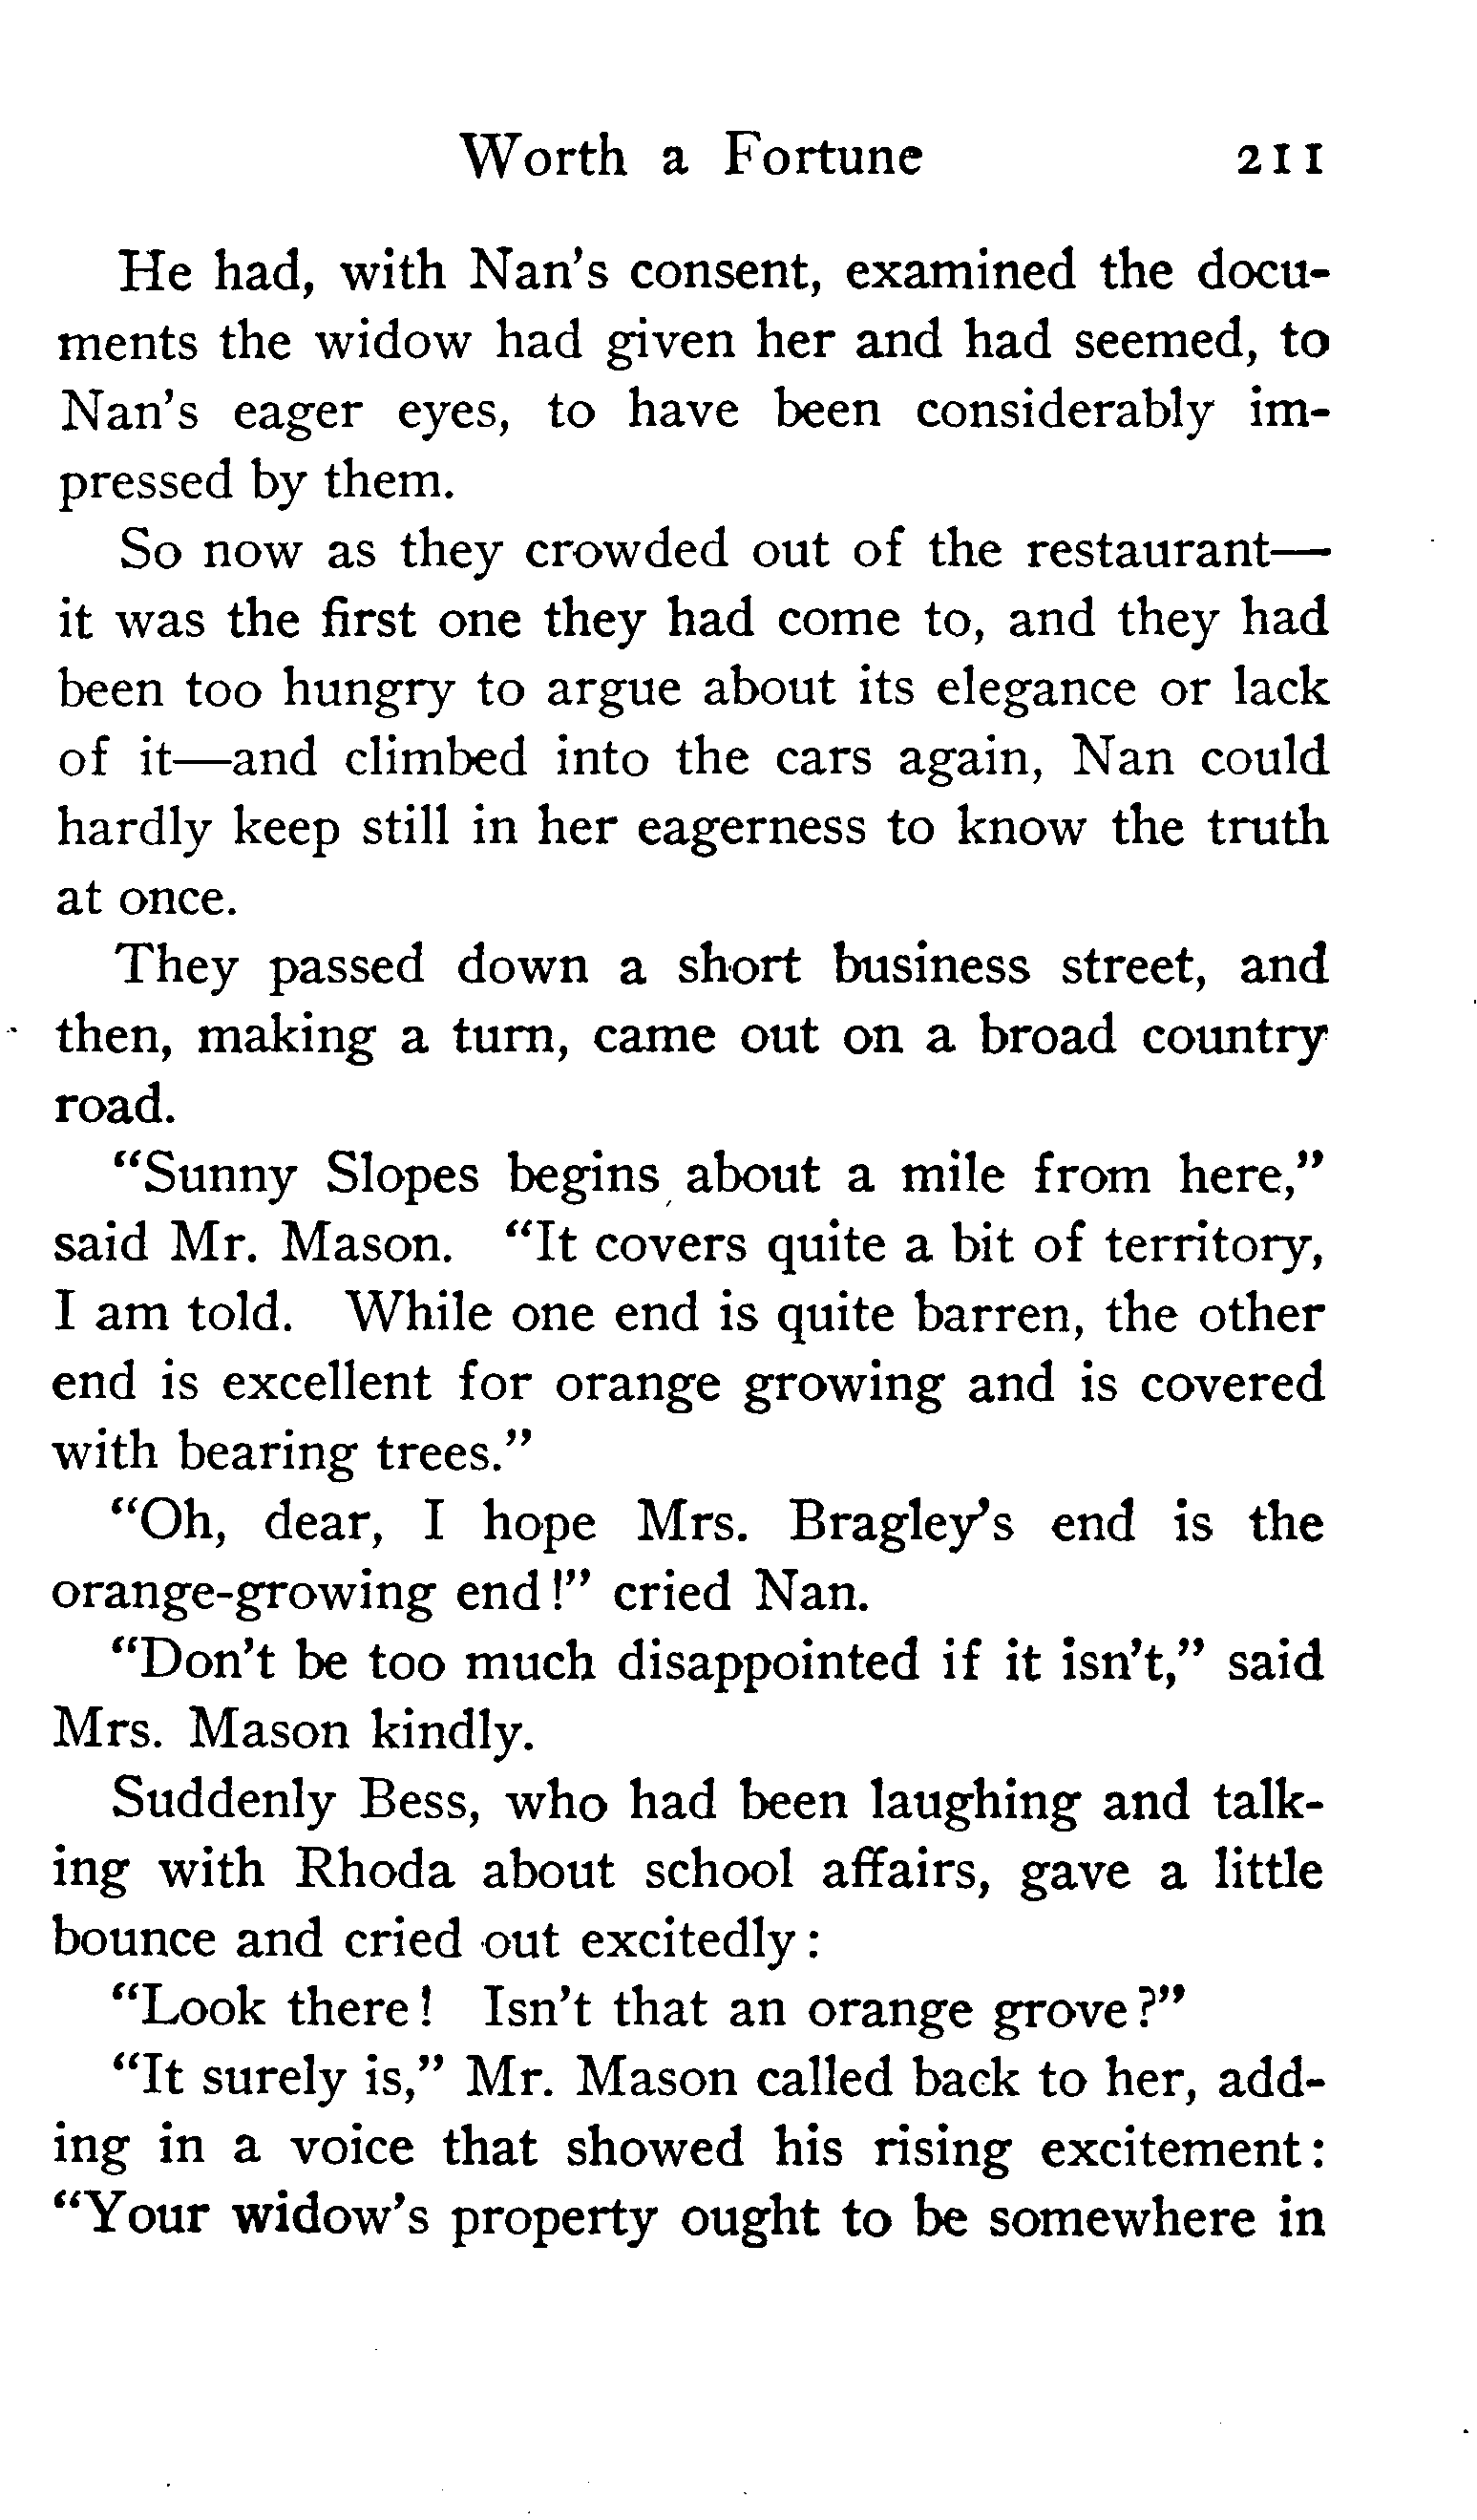 Worth a Fortune 211
He had, with Nan's consent, examined the docu-
ments the widow had given her and had seemed, to
Nan's eager eyes, to have been considerably im-
pressed by them.
So now as they crowded out of the restaurant—
it was the first one they had come to, and they had
been too hungry to argue about its elegance or lack
of it—and climbed into the cars again, Nan could
hardly keep still in her eagerness to know the truth
at once.
They passed down a short business street, and
then, making a turn, came out on a broad country
road.
“Sunny Slopes begins about a mile from here,”
said Mr. Mason. “It covers quite a bit of territory,
I am told. While one end is quite barren, the other
end is excellent for orange growing and is covered
with bearing trees.”
“Oh, dear, I hope Mrs. Bragley's end is the
orange-growing end!” cried Nan.
“Don't be too much disappointed if it isn't,” said
Mrs. Mason kindly.
Suddenly Bess, who had been laughing and talk-
ing with Rhoda about school affairs, gave a little
bounce and cried out excitedly:
“Look there! Isn't that an orange grove?”
“It surely is,” Mr. Mason called back to her, add-
ing in a voice that showed his rising excitement:
“Your widow's property ought to be somewhere in